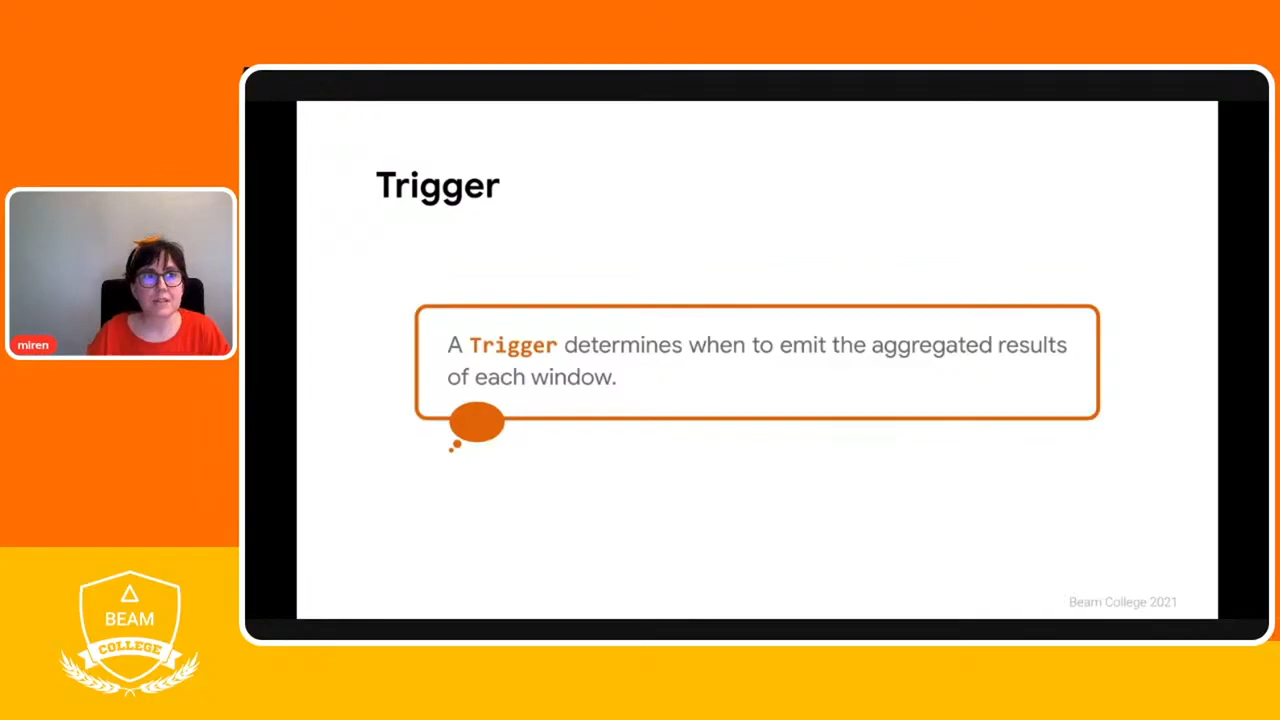 Trigger
A Trigger determines when to emit the aggregated results
of each window.
Beam College 2021
miren
BEAM
COLLEGE